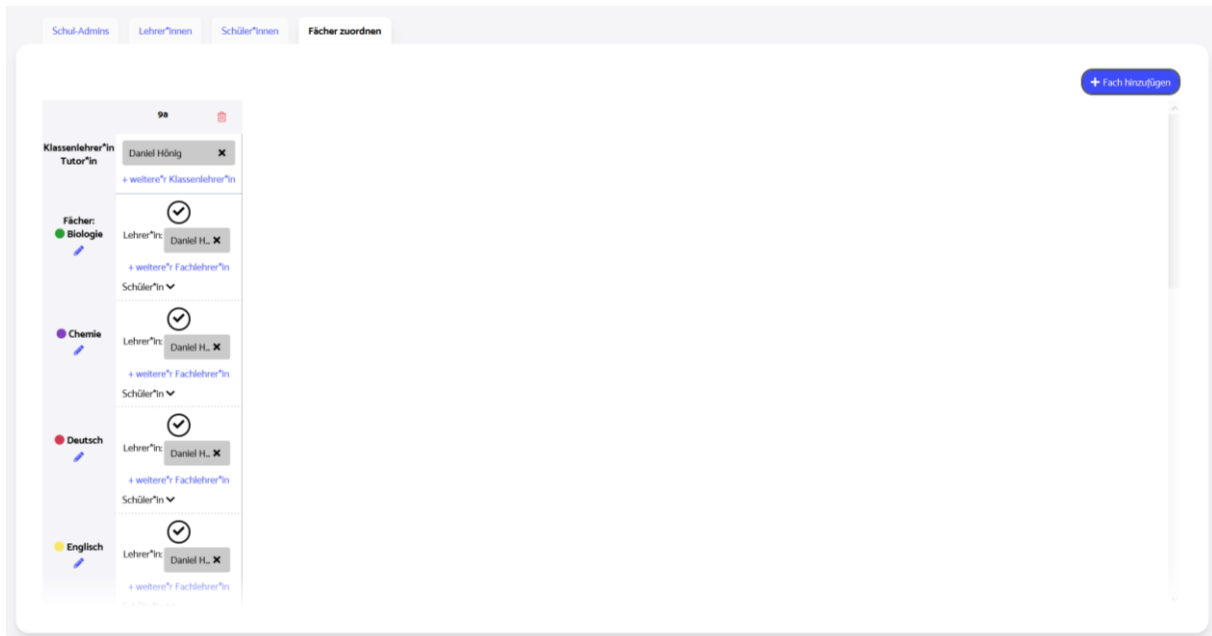 Schul-Admins
Lehrer*innen
Schüler*innen
Fächer zuordnen
+ Fach hinzufügen
9a
Klassenlehrer*in
Tutor*in
Daniel Hönig
+ weitere*r Klassenlehrer*in
Fächer:
Biologie
Lehrer*in:
Daniel H...
+ weitere*r Fachlehrer*in
Schüler*in
Chemie
Lehrer*in:
Daniel H...
+ weitere*r Fachlehrer*in
Schüler*in
Deutsch
Lehrer*in:
Daniel H...
+ weitere*r Fachlehrer*in
Schüler*in
Englisch
Lehrer*in:
Daniel H...
+ weitere*r Fachlehrer*in